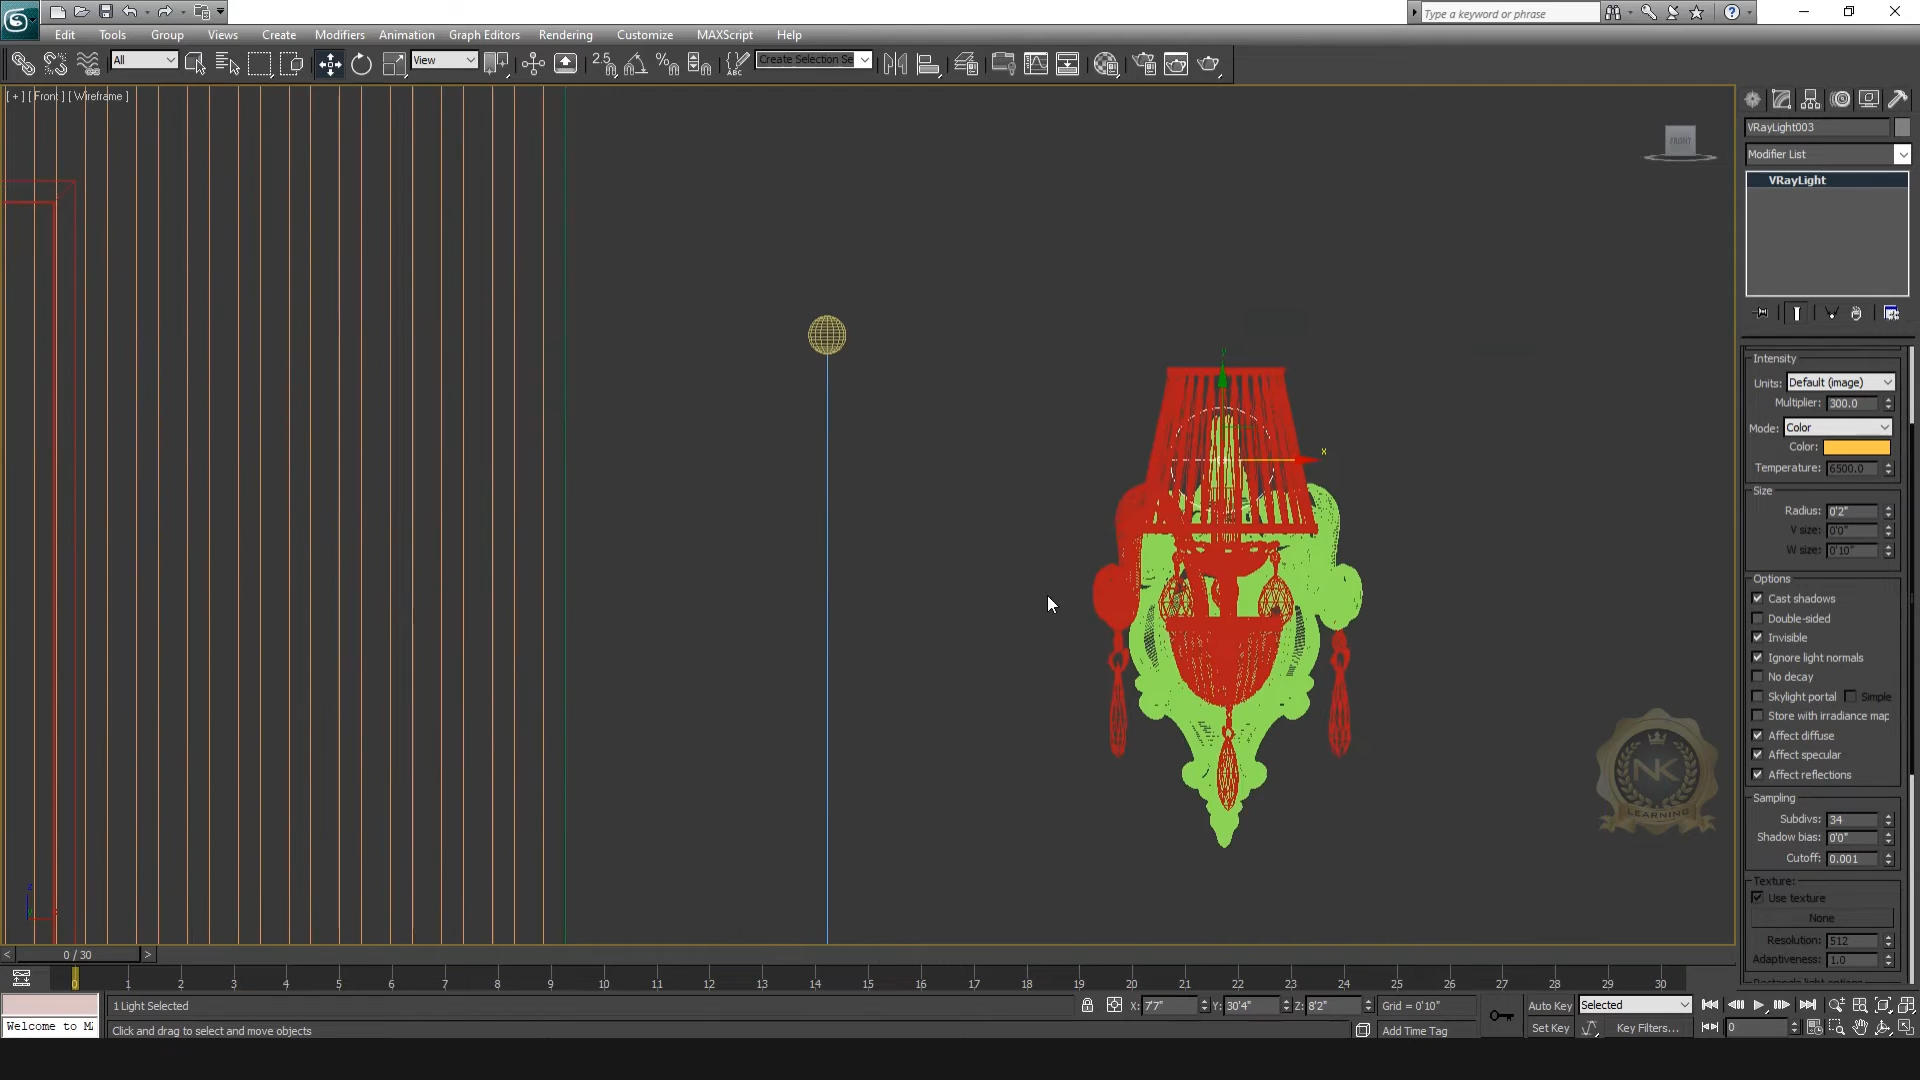 Type a keyword or phrase
Edit Tools Group Views Create Modifiers Animation Graph Editors Rendering Customize MAXScript Help
All View 2.5 % ABC Create Selection Se
[ + ] [ Front ] [ Wireframe ]
FRONT
VRayLight003
Modifier List
VRayLight
Intensity
Units: Default (image)
Multiplier: 300.0
Mode: Color
Color:
Temperature: 6500.0
Size
Radius: 0'2"
V size: 0'0"
W size: 0'10"
Options
Cast shadows
Double-sided
Invisible
Ignore light normals
No decay
Skylight portal Simple
Store with irradiance map
Affect diffuse
Affect specular
Affect reflections
Sampling
Subdivs: 34
Shadow bias: 0'0"
Cutoff: 0.001
Texture:
Use texture
None
Resolution: 512
Adaptiveness: 1.0
y
x
NK
LEARNING
z
< 0 / 30 >
0 1 2 3 4 5 6 7 8 9 10 11 12 13 14 15 16 17 18 19 20 21 22 23 24 25 26 27 28 29 30
1 Light Selected X: 7'7" Y: 30'4" Z: 8'2" Grid = 0'10" Auto Key Selected
Welcome to MA Click and drag to select and move objects Add Time Tag Set Key Key Filters... 0